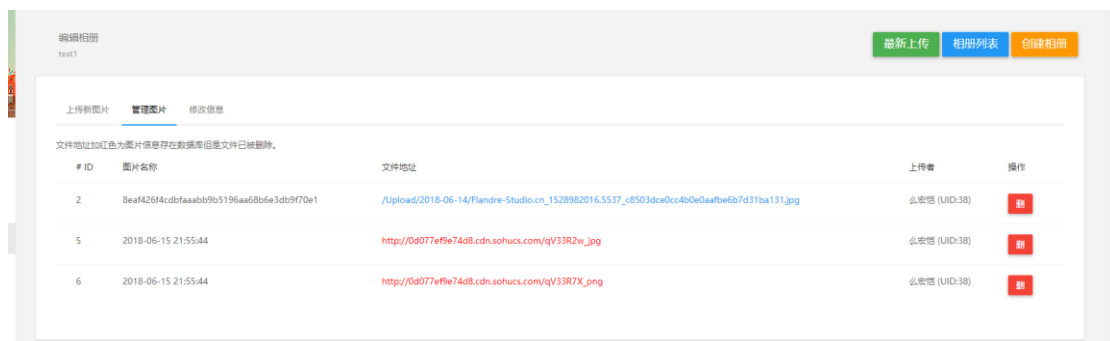 编辑相册
test1
最新上传 相册列表 创建相册
上传新图片 管理图片 修改信息
文件地址加红色为图片信息存在数据库但是文件已被删除。
# ID 图片名称 文件地址 上传者 操作
2 8eaf426f4cdbfaaabb9b5196aa68b6e3db9f70e1 /Upload/2018-06-14/Flandre-Studio.cn_1528982016.5537_c8503dce0cc4b0e0aafbe6b7d31ba131.jpg 么宏恺 (UID:38) 删
5 2018-06-15 21:55:44 http://0d077ef9e74d8.cdn.sohucs.com/qV33R2w_jpg 么宏恺 (UID:38) 删
6 2018-06-15 21:55:44 http://0d077ef9e74d8.cdn.sohucs.com/qV33R7X_png 么宏恺 (UID:38) 删